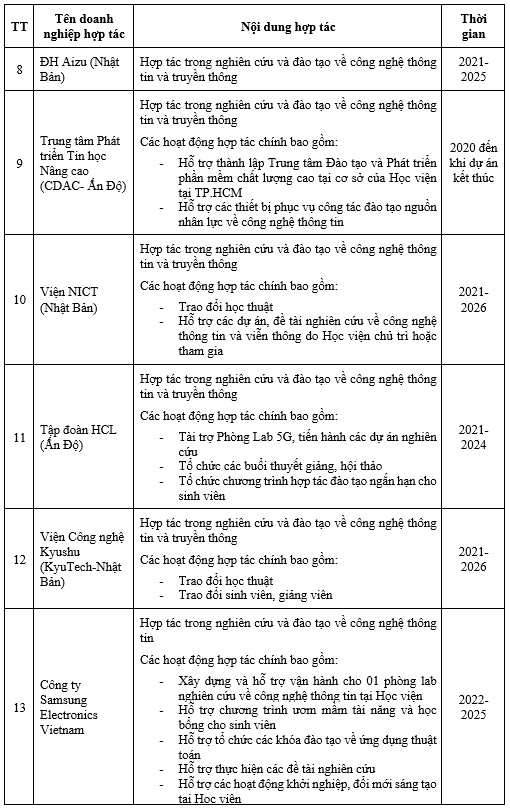 TT
Tên doanh
nghiệp hợp tác
Nội dung hợp tác
Thời
gian
8
ĐH Aizu (Nhật
Bản)
Hợp tác trong nghiên cứu và đào tạo về công nghệ thông
tin và truyền thông
2021-
2025
9
Trung tâm Phát
triển Tin học
Nâng cao
(CDAC- Ấn Độ)
Hợp tác trong nghiên cứu và đào tạo về công nghệ thông
tin và truyền thông
Các hoạt động hợp tác chính bao gồm:
- Hỗ trợ thành lập Trung tâm Đào tạo và Phát triển
phần mềm chất lượng cao tại cơ sở của Học viện
tại TP.HCM
- Hỗ trợ các thiết bị phục vụ công tác đào tạo nguồn
nhân lực về công nghệ thông tin
2020 đến
khi dự án
kết thúc
10
Viện NICT
(Nhật Bản)
Hợp tác trong nghiên cứu và đào tạo về công nghệ thông
tin và truyền thông
Các hoạt động hợp tác chính bao gồm:
- Trao đổi học thuật
- Hỗ trợ các dự án, đề tài nghiên cứu về công nghệ
thông tin và viễn thông do Học viện chủ trì hoặc
tham gia
2021-
2026
11
Tập đoàn HCL
(Ấn Độ)
Hợp tác trong nghiên cứu và đào tạo về công nghệ thông
tin và truyền thông
Các hoạt động hợp tác chính bao gồm:
- Tài trợ Phòng Lab 5G, tiến hành các dự án nghiên
cứu
- Tổ chức các buổi thuyết giảng, hội thảo
- Tổ chức chương trình hợp tác đào tạo ngắn hạn cho
sinh viên
2021-
2024
12
Viện Công nghệ
Kyushu
(KyuTech-Nhật
Bản)
Hợp tác trong nghiên cứu và đào tạo về công nghệ thông
tin và truyền thông
Các hoạt động hợp tác chính bao gồm:
- Trao đổi học thuật
- Trao đổi sinh viên, giảng viên
2021-
2026
13
Công ty
Samsung
Electronics
Vietnam
Hợp tác trong nghiên cứu và đào tạo về công nghệ thông
tin
Các hoạt động hợp tác chính bao gồm:
- Xây dựng và hỗ trợ vận hành cho 01 phòng lab
nghiên cứu về công nghệ thông tin tại Học viện
- Hỗ trợ chương trình ươm mầm tài năng và học
bổng cho sinh viên
- Hỗ trợ tổ chức các khóa đào tạo về ứng dụng thuật
toán
- Hỗ trợ thực hiện các đề tài nghiên cứu
- Hỗ trợ các hoạt động khởi nghiệp, đổi mới sáng tạo
tại Học viện
2022-
2025